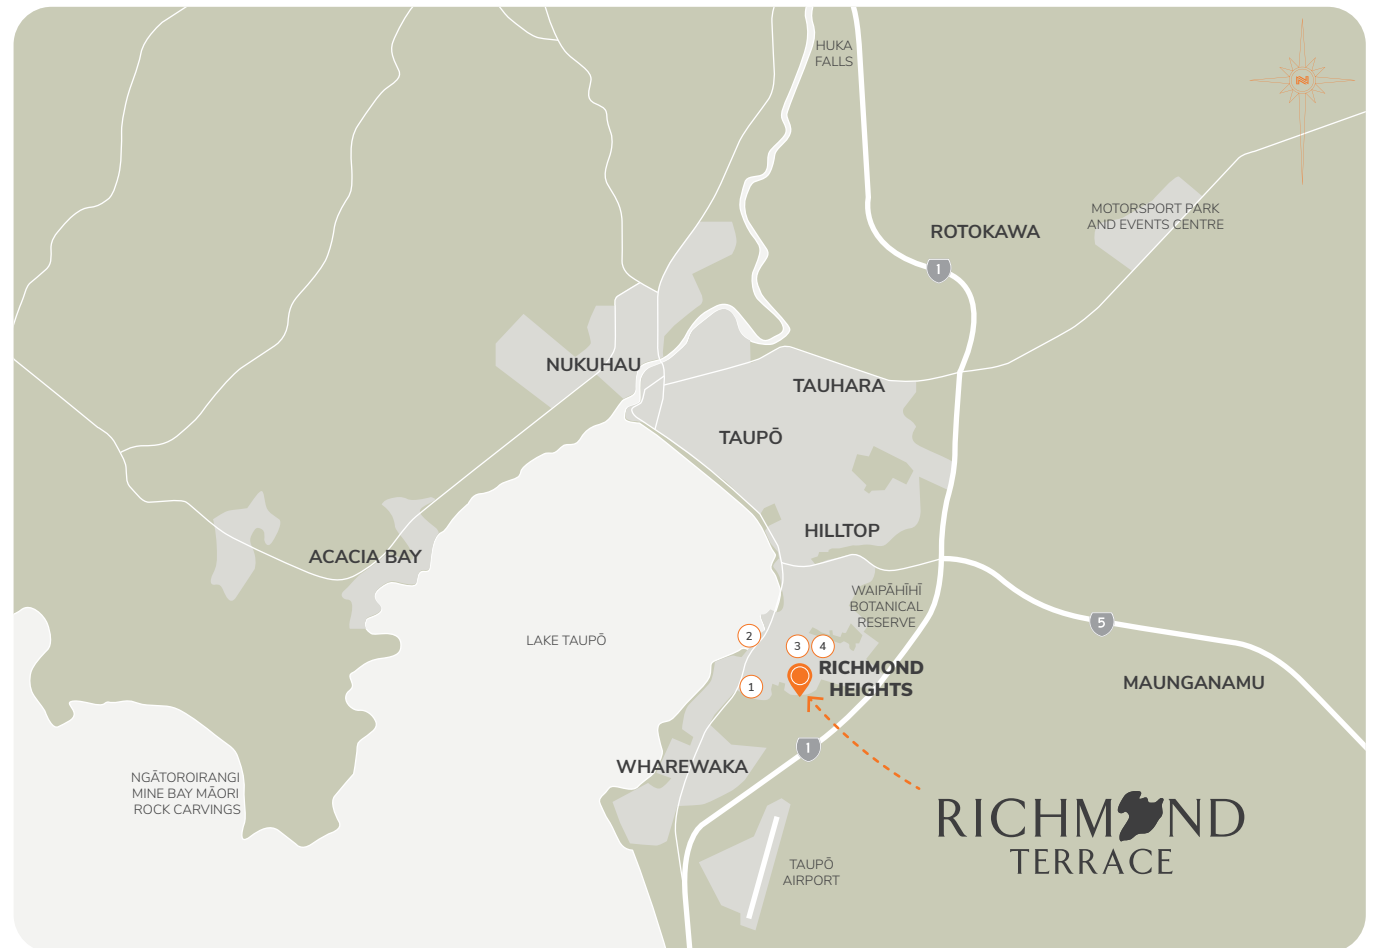 HUKA
FALLS
N
MOTORSPORT PARK
AND EVENTS CENTRE
ROTOKAWA
1
NUKUHAU
TAUHARA
TAUPŌ
HILLTOP
ACACIA BAY
WAIPĀHĪHĪ
BOTANICAL
RESERVE
5
LAKE TAUPŌ
2
3
4
1
RICHMOND
HEIGHTS
MAUNGANAMU
1
WHAREWAKA
NGĀTOROIRANGI
MINE BAY MĀORI
ROCK CARVINGS
RICHMOND
TERRACE
TAUPŌ
AIRPORT